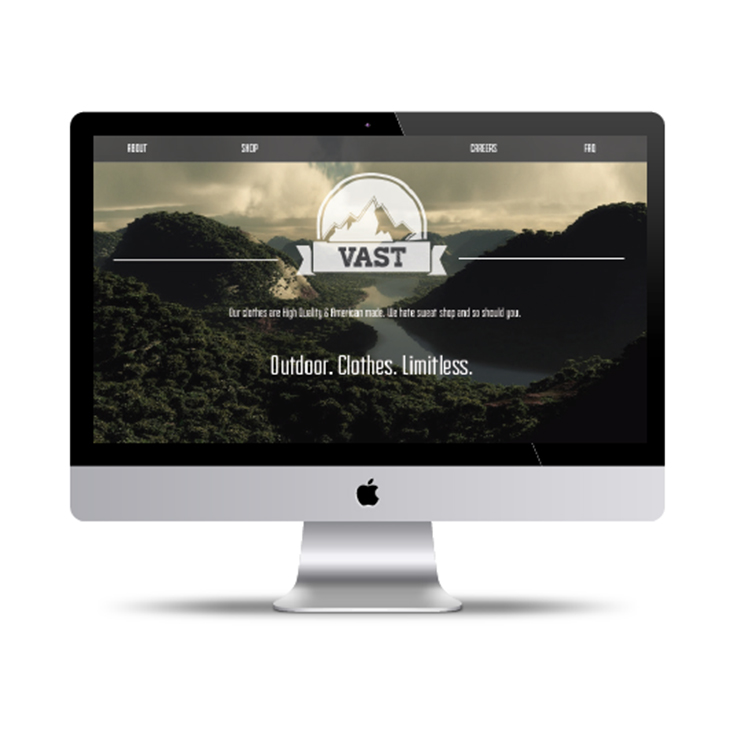 ABOUT SHOP CAREERS FAQ
VAST
Our clothes are High Quality & American made. We hate sweat shop and so should you.
Outdoor. Clothes. Limitless.